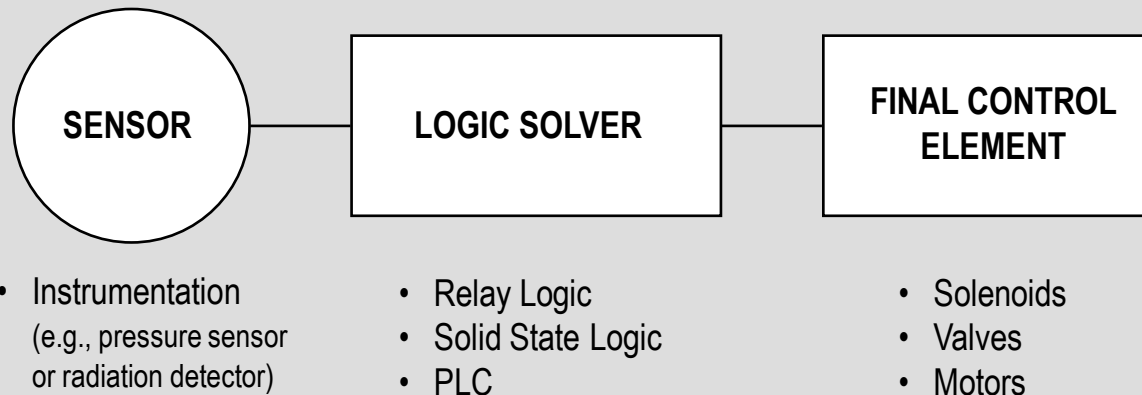 SENSOR
LOGIC SOLVER
FINAL CONTROL
ELEMENT
• Instrumentation
(e.g., pressure sensor
or radiation detector)
• Relay Logic
• Solid State Logic
• PLC
• Solenoids
• Valves
• Motors